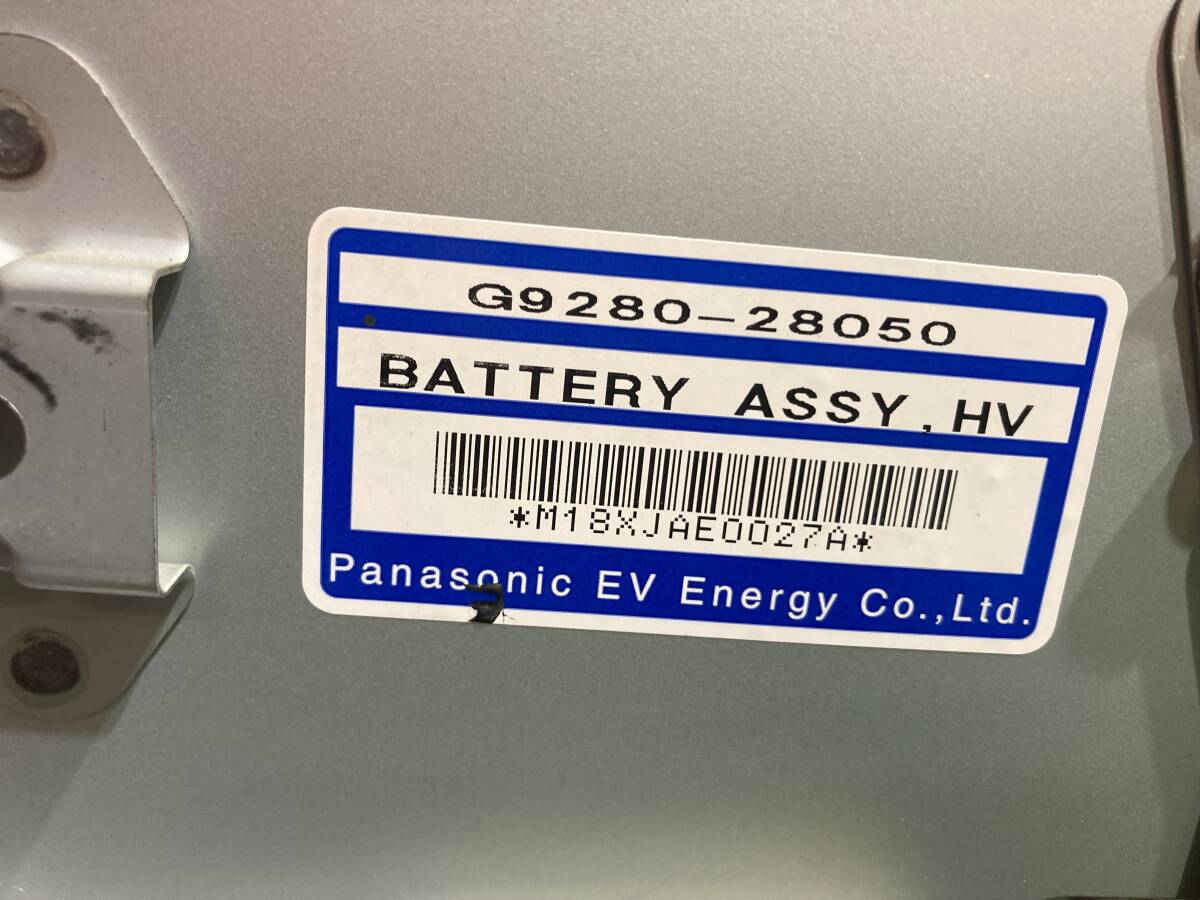 G9280-28050
BATTERY ASSY, HV
*M18XJAE0027A*
Panasonic EV Energy Co.,Ltd.